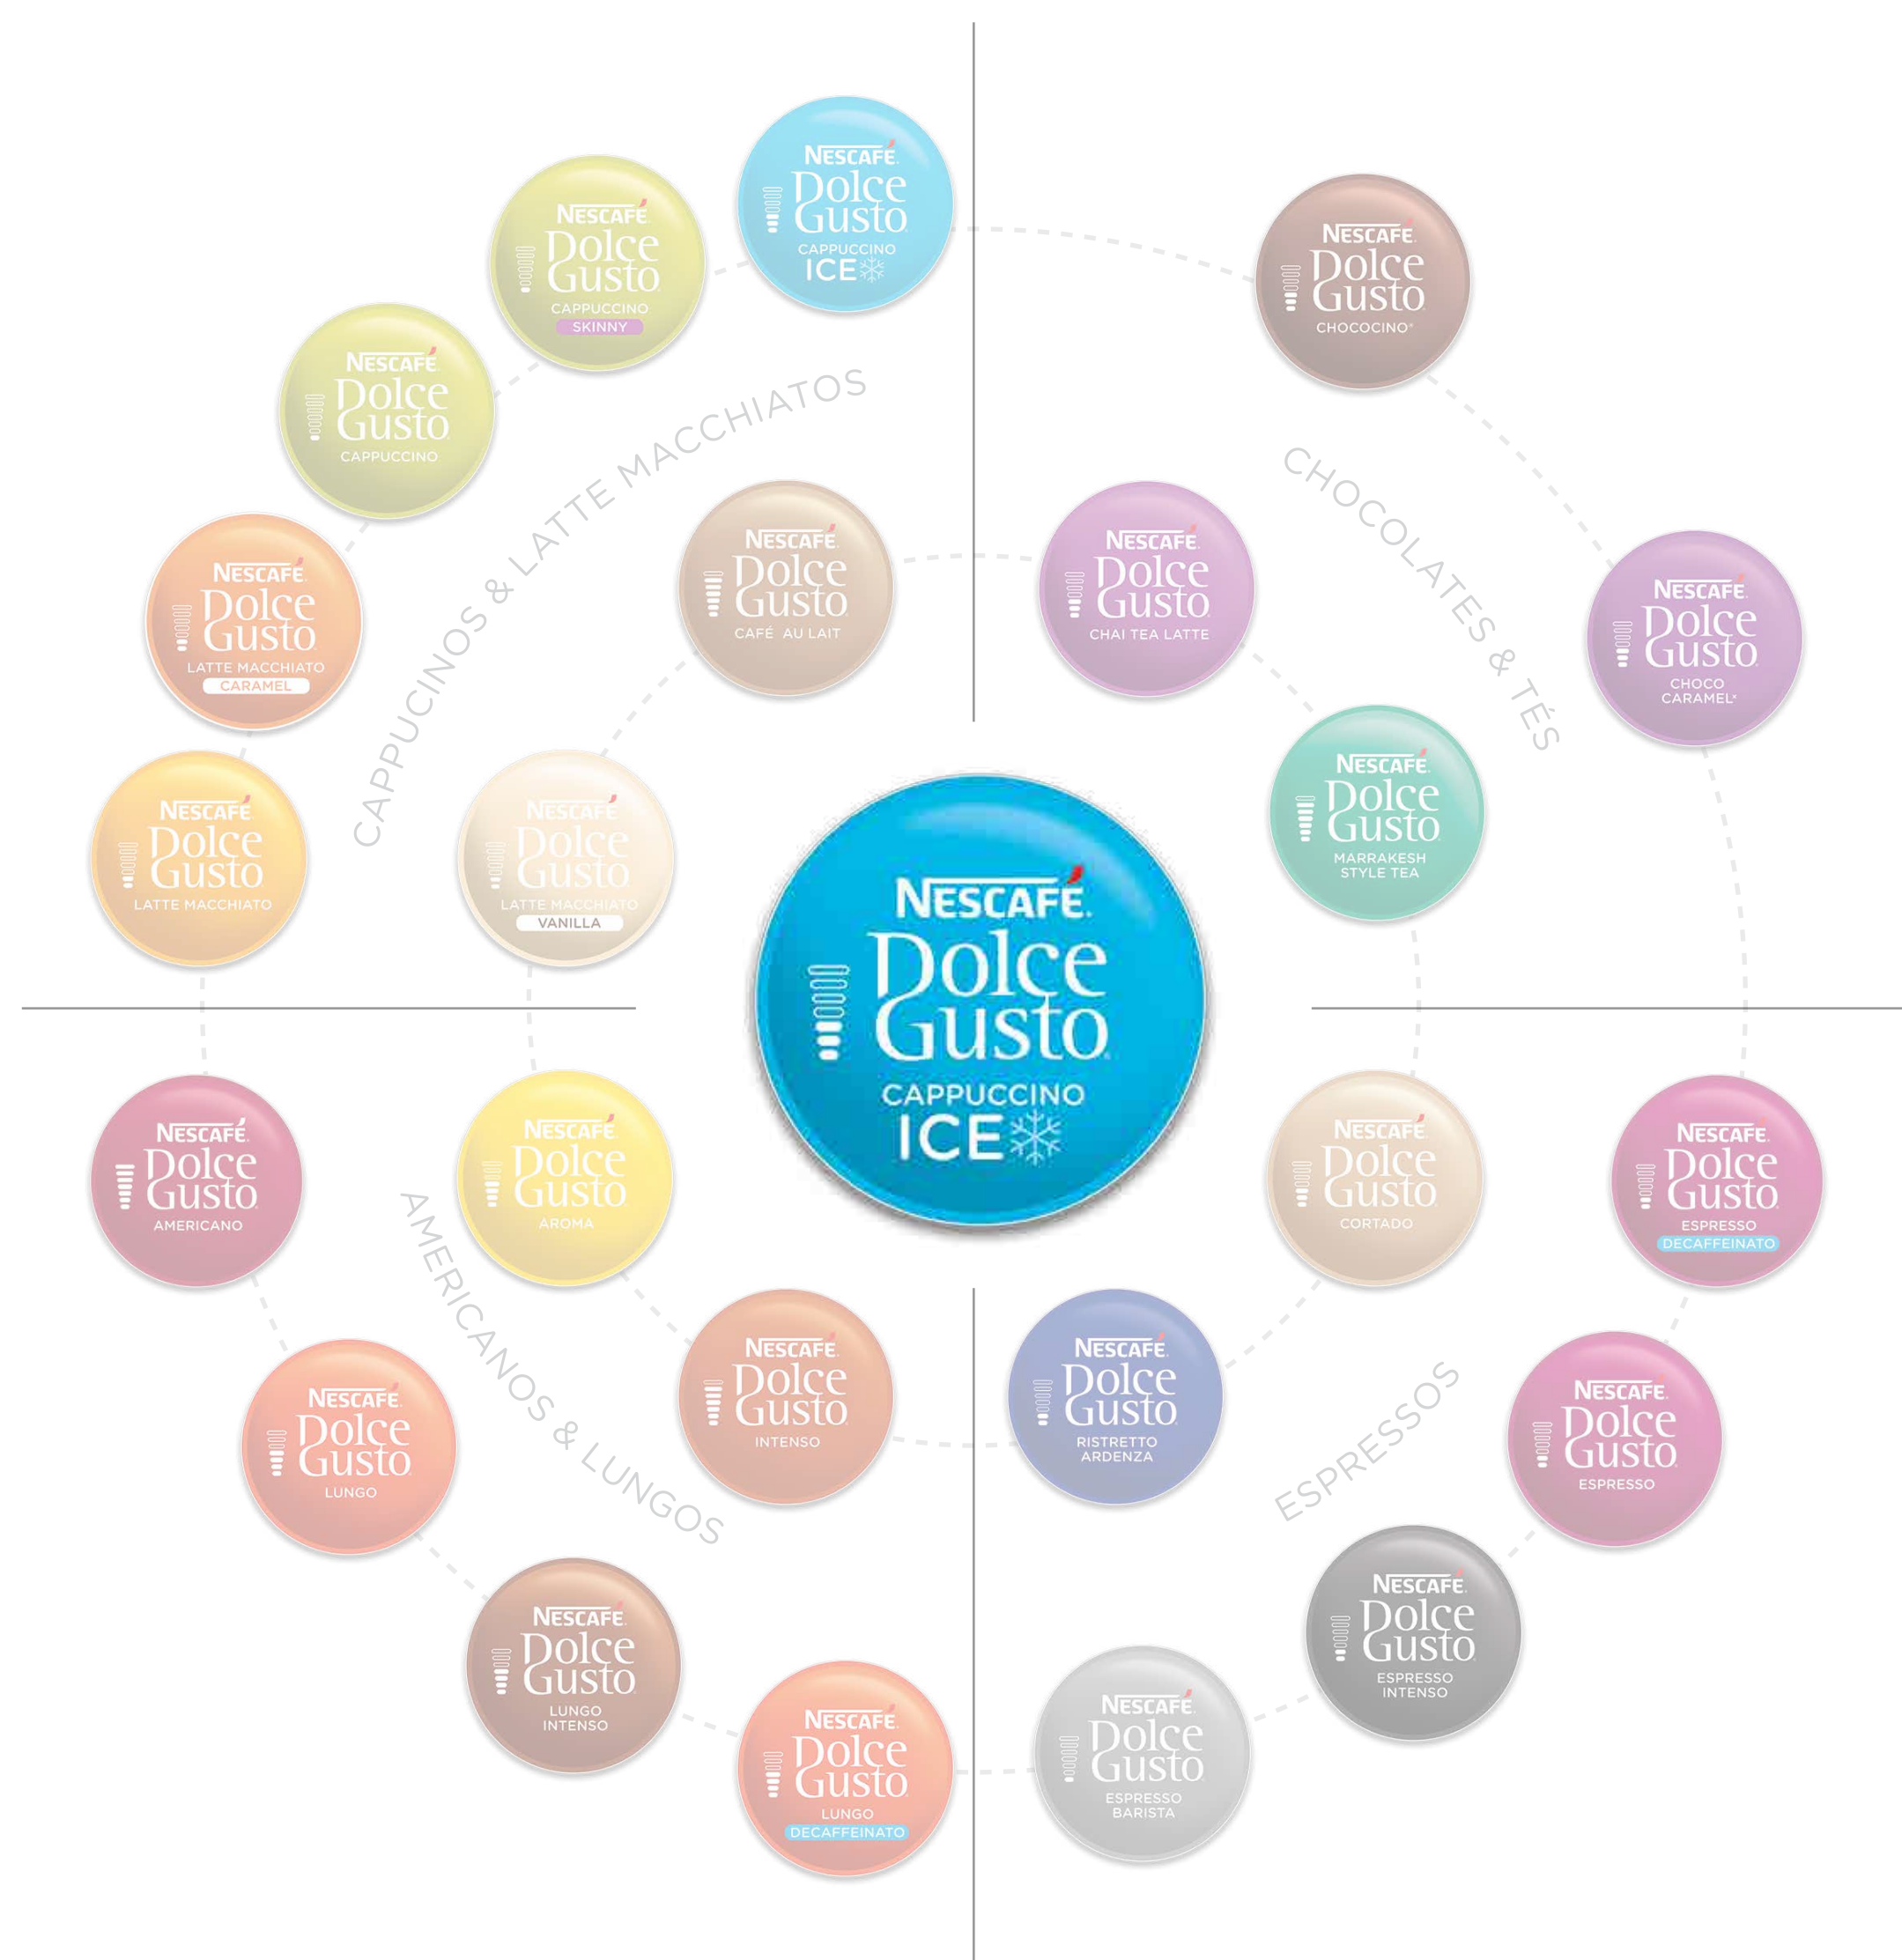 NESCAFÉ.
Dolce
Gusto
CAPPUCCINO
ICE
NESCAFÉ.
Dolce
Gusto
CAPPUCCINO
SKINNY
NESCAFÉ.
Dolce
Gusto
CAPPUCCINO
NESCAFÉ.
Dolce
Gusto
LATTE MACCHIATO
CARAMEL
NESCAFÉ.
Dolce
Gusto
LATTE MACCHIATO
CAPPUCINOS & LATTE MACCHIATOS
NESCAFÉ.
Dolce
Gusto
CAFÉ AU LAIT
NESCAFÉ.
Dolce
Gusto
LATTE MACCHIATO
VANILLA
NESCAFÉ.
Dolce
Gusto
CHOCOCINO®
CHOCOLATES & TÉS
NESCAFÉ.
Dolce
Gusto
CHAI TEA LATTE
NESCAFÉ.
Dolce
Gusto
CHOCO
CARAMEL*
NESCAFÉ.
Dolce
Gusto
MARRAKESH
STYLE TEA
NESCAFÉ.
Dolce
Gusto
CAPPUCCINO
ICE
NESCAFÉ.
Dolce
Gusto
AMERICANO
NESCAFÉ.
Dolce
Gusto
AROMA
AMERICANOS & LUNGOS
NESCAFÉ.
Dolce
Gusto
LUNGO
NESCAFÉ.
Dolce
Gusto
INTENSO
NESCAFÉ.
Dolce
Gusto
LUNGO
INTENSO
NESCAFÉ.
Dolce
Gusto
LUNGO
DECAFFEINATO
NESCAFÉ.
Dolce
Gusto
CORTADO
NESCAFÉ.
Dolce
Gusto
ESPRESSO
DECAFFEINATO
NESCAFÉ.
Dolce
Gusto
RISTRETTO
ARDENZA
ESPRESSOS
NESCAFÉ.
Dolce
Gusto
ESPRESSO
NESCAFÉ.
Dolce
Gusto
ESPRESSO
INTENSO
NESCAFÉ.
Dolce
Gusto
ESPRESSO
BARISTA